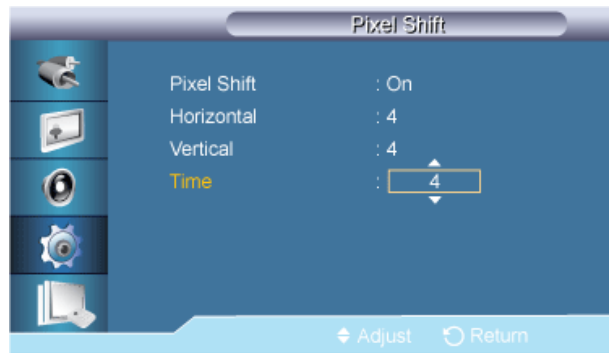 Pixel Shift
Pixel Shift : On
Horizontal : 4
Vertical : 4
Time : 4
Adjust Return